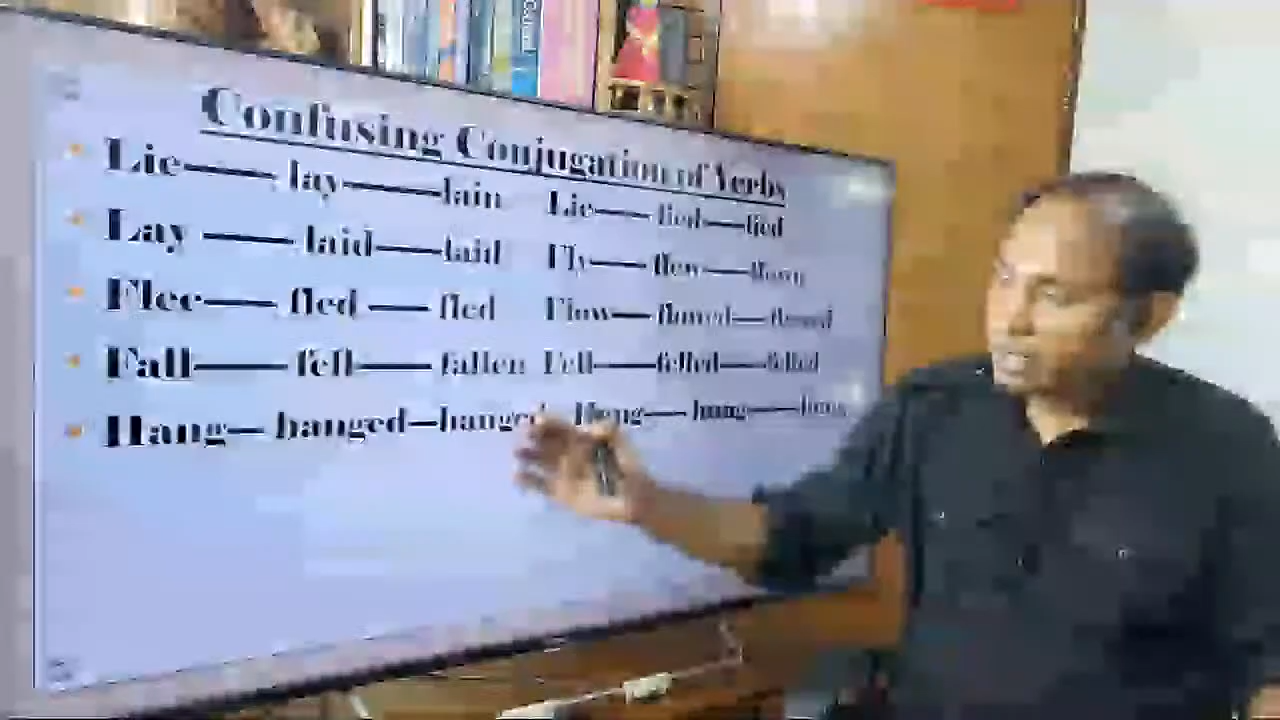 Confusing Conjugation of Verbs
Lie—— lay——lain Lie——lied——lied
Lay ——laid——laid Fly——flew——flown
Flee——fled——fled Flow——flowed——flowed
Fall——fell——fallen Fell——felled——felled
Hang—hanged—hanged Hang——hung——hung